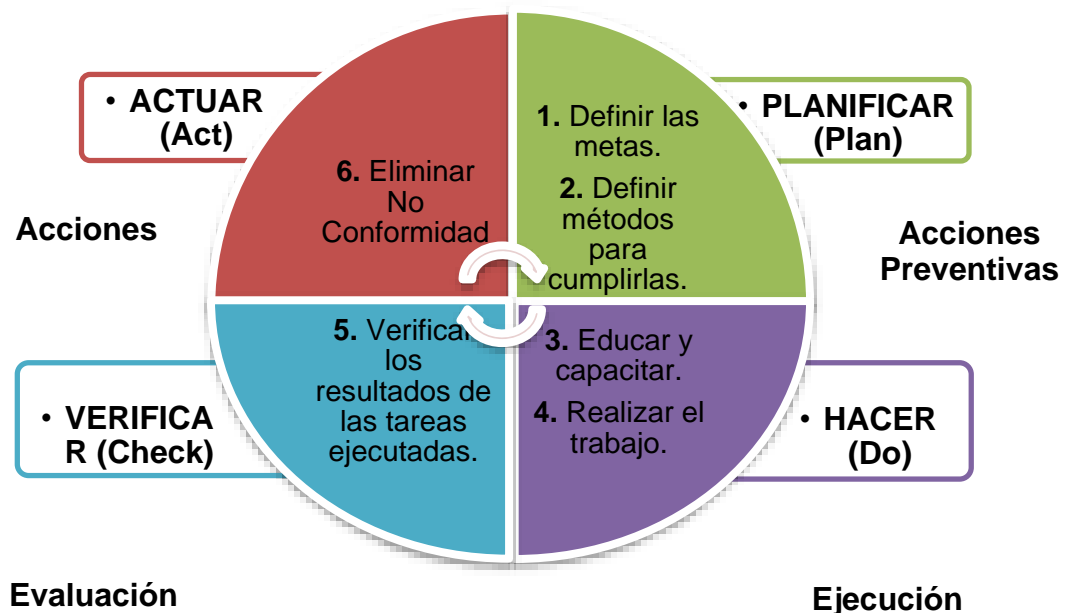 • ACTUAR
(Act)
6. Eliminar
No
Conformidad
Acciones
1. Definir las
metas.
2. Definir
métodos
para
cumplirlas.
• PLANIFICAR
(Plan)
Acciones
Preventivas
5. Verificar
los
resultados de
las tareas
ejecutadas.
• VERIFICA
R (Check)
Evaluación
3. Educar y
capacitar.
4. Realizar el
trabajo.
• HACER
(Do)
Ejecución